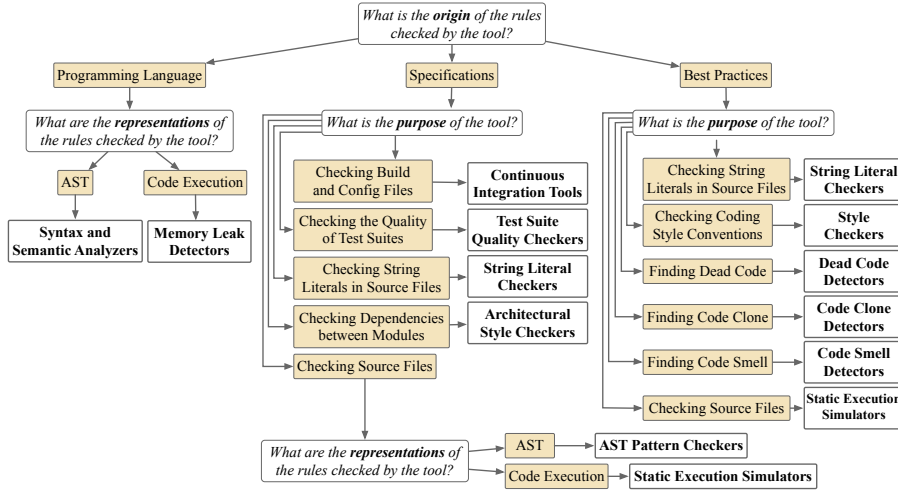 What is the origin of the rules
checked by the tool?
Programming Language
Specifications
Best Practices
What are the representations of
the rules checked by the tool?
AST
Code Execution
Syntax and
Semantic Analyzers
Memory Leak
Detectors
What is the purpose of the tool?
Checking Build
and Config Files
Continuous
Integration Tools
Checking the Quality
of Test Suites
Test Suite
Quality Checkers
Checking String
Literals in Source Files
String Literal
Checkers
Checking Dependencies
between Modules
Architectural
Style Checkers
Checking Source Files
What are the representations of
the rules checked by the tool?
AST
AST Pattern Checkers
Code Execution
Static Execution Simulators
What is the purpose of the tool?
Checking String
Literals in Source Files
String Literal
Checkers
Checking Coding
Style Conventions
Style
Checkers
Finding Dead Code
Dead Code
Detectors
Finding Code Clone
Code Clone
Detectors
Finding Code Smell
Code Smell
Detectors
Checking Source Files
Static Execution
Simulators